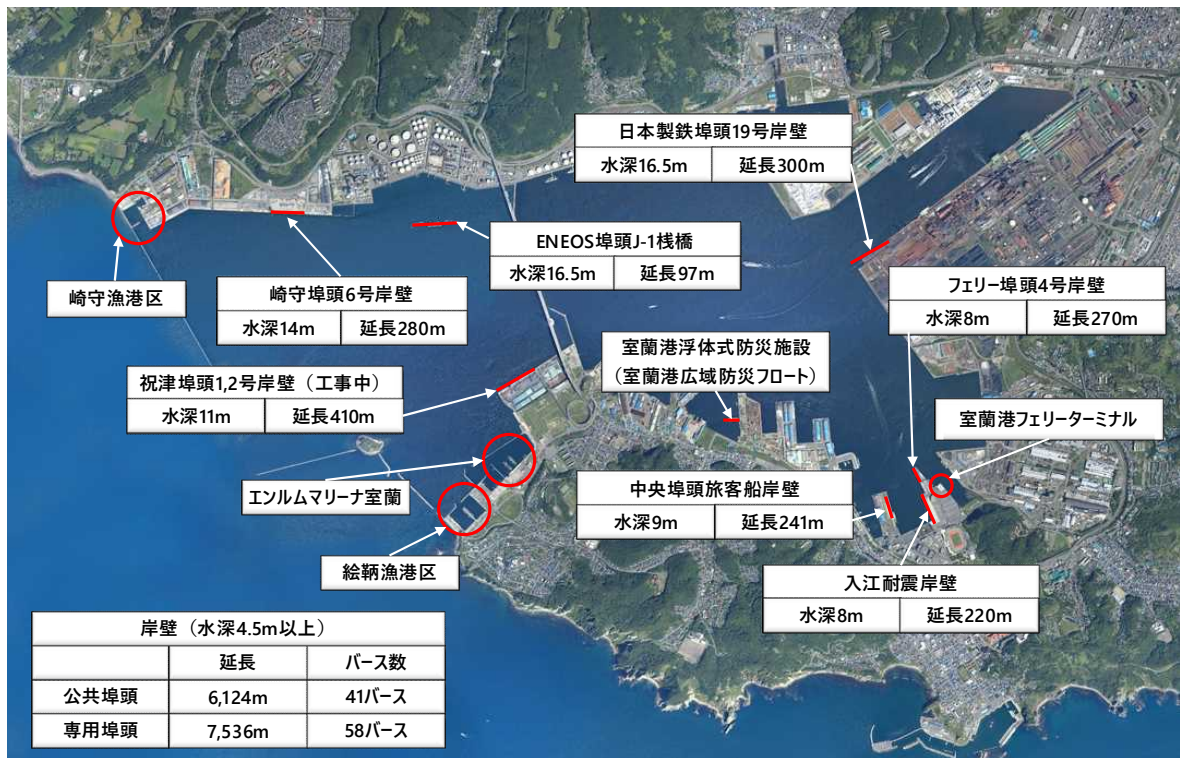 日本製鉄埠頭19号岸壁
水深16.5m 延長300m
ENEOS埠頭J-1桟橋
水深16.5m 延長97m
フェリー埠頭4号岸壁
水深8m 延長270m
崎守漁港区
崎守埠頭6号岸壁
水深14m 延長280m
室蘭港浮体式防災施設
（室蘭港広域防災フロート）
祝津埠頭1,2号岸壁（工事中）
水深11m 延長410m
室蘭港フェリーターミナル
エンルムマリーナ室蘭
中央埠頭旅客船岸壁
水深9m 延長241m
絵鞆漁港区
入江耐震岸壁
水深8m 延長220m
岸壁（水深4.5m以上）
延長 バース数
公共埠頭 6,124m 41バース
専用埠頭 7,536m 58バース